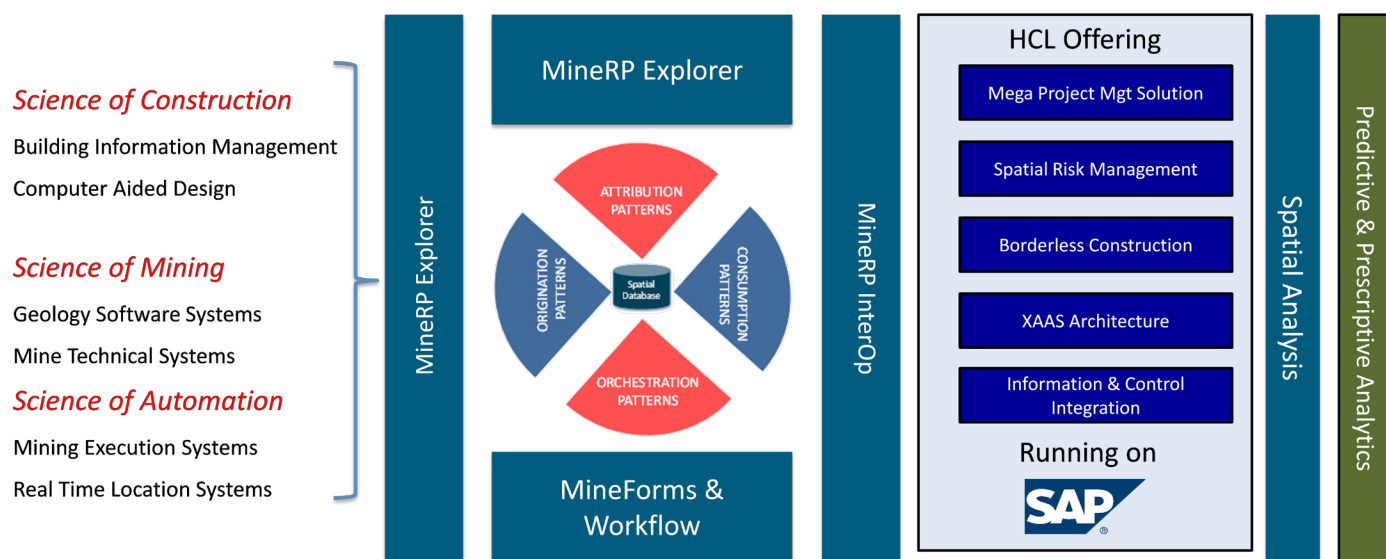 Science of Construction
Building Information Management
Computer Aided Design
Science of Mining
Geology Software Systems
Mine Technical Systems
Science of Automation
Mining Execution Systems
Real Time Location Systems
MineRP Explorer
MineRP Explorer
ATTRIBUTION
PATTERNS
ORIGINATION
PATTERNS
Spatial
Database
CONSUMPTION
PATTERNS
ORCHESTRATION
PATTERNS
MineForms &
Workflow
MineRP InterOp
HCL Offering
Mega Project Mgt Solution
Spatial Risk Management
Borderless Construction
XAAS Architecture
Information & Control
Integration
Running on
SAP®
Spatial Analysis
Predictive & Prescriptive Analytics